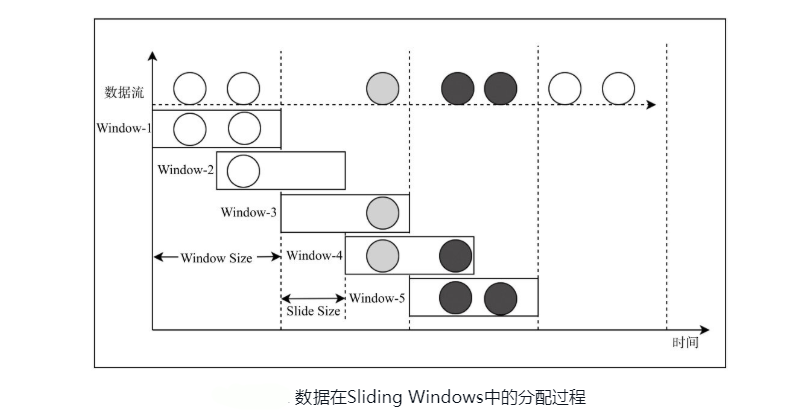 数据流
Window-1
Window-2
Window-3
Window Size
Window-4
Window-5
Slide Size
时间
数据在Sliding Windows中的分配过程